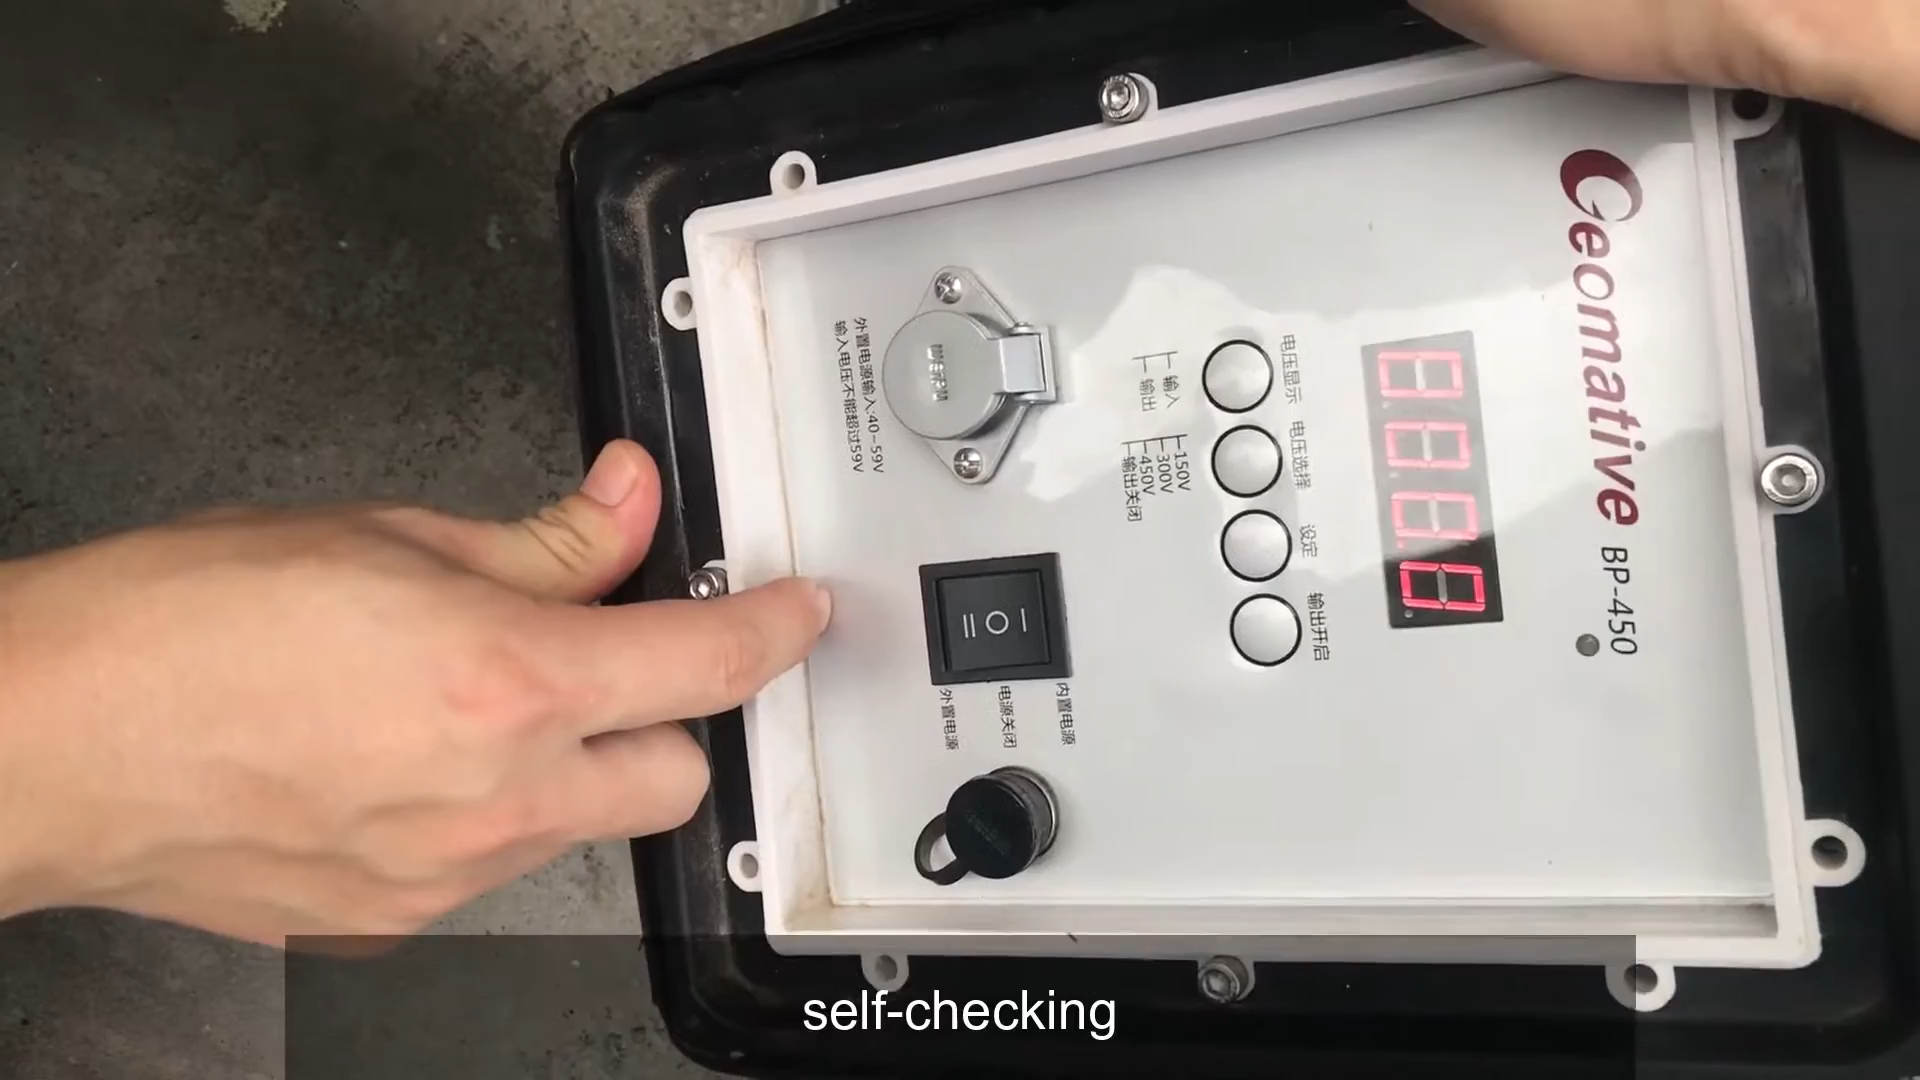 Geomative BP-450
电压显示
电压选择
设定
输出开启
输入
输出
150V
300V
450V
输出关闭
外置电源输入:40-59V
输入电压不能超过59V
内置电源
电源关闭
外置电源
self-checking